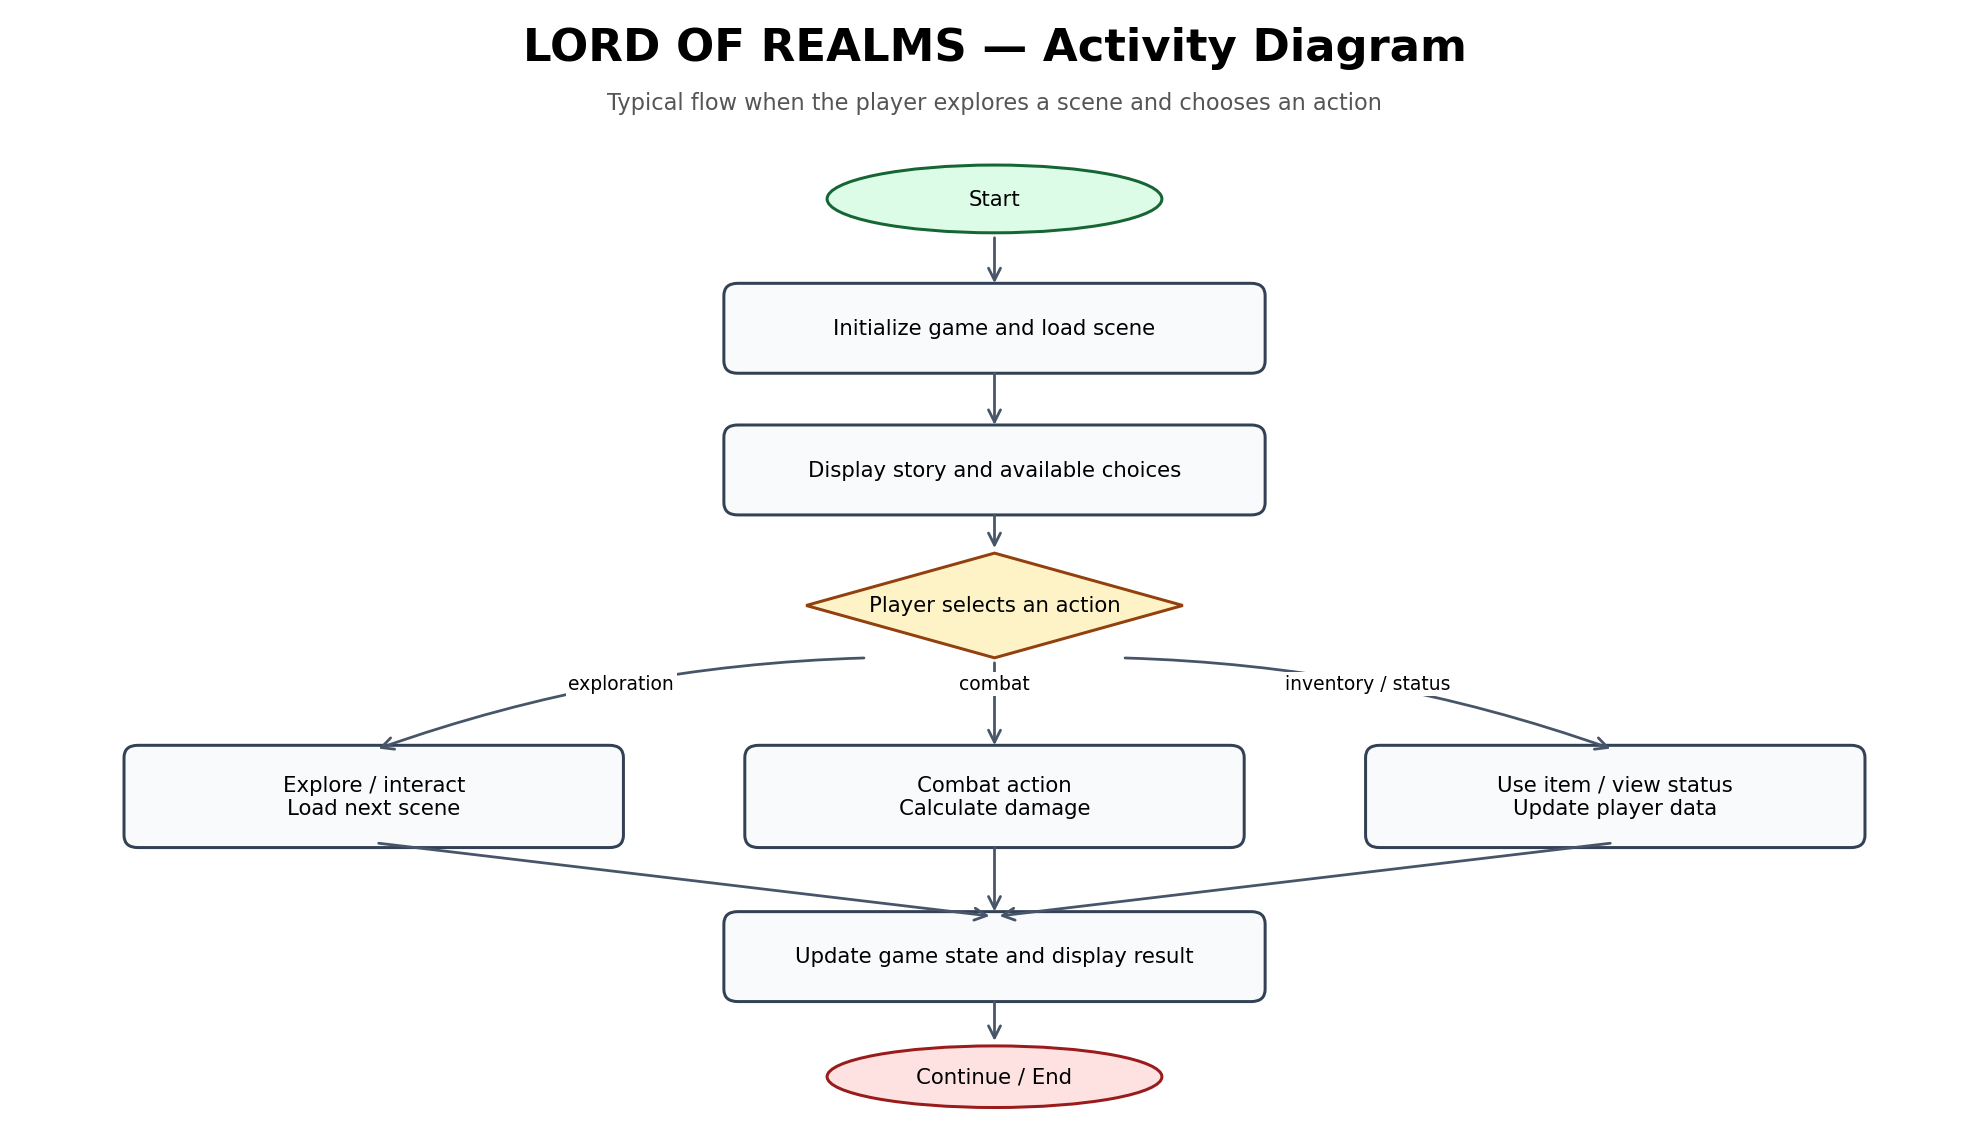 LORD OF REALMS — Activity Diagram
Typical flow when the player explores a scene and chooses an action
Start
Initialize game and load scene
Display story and available choices
Player selects an action
exploration
combat
inventory / status
Explore / interact
Load next scene
Combat action
Calculate damage
Use item / view status
Update player data
Update game state and display result
Continue / End